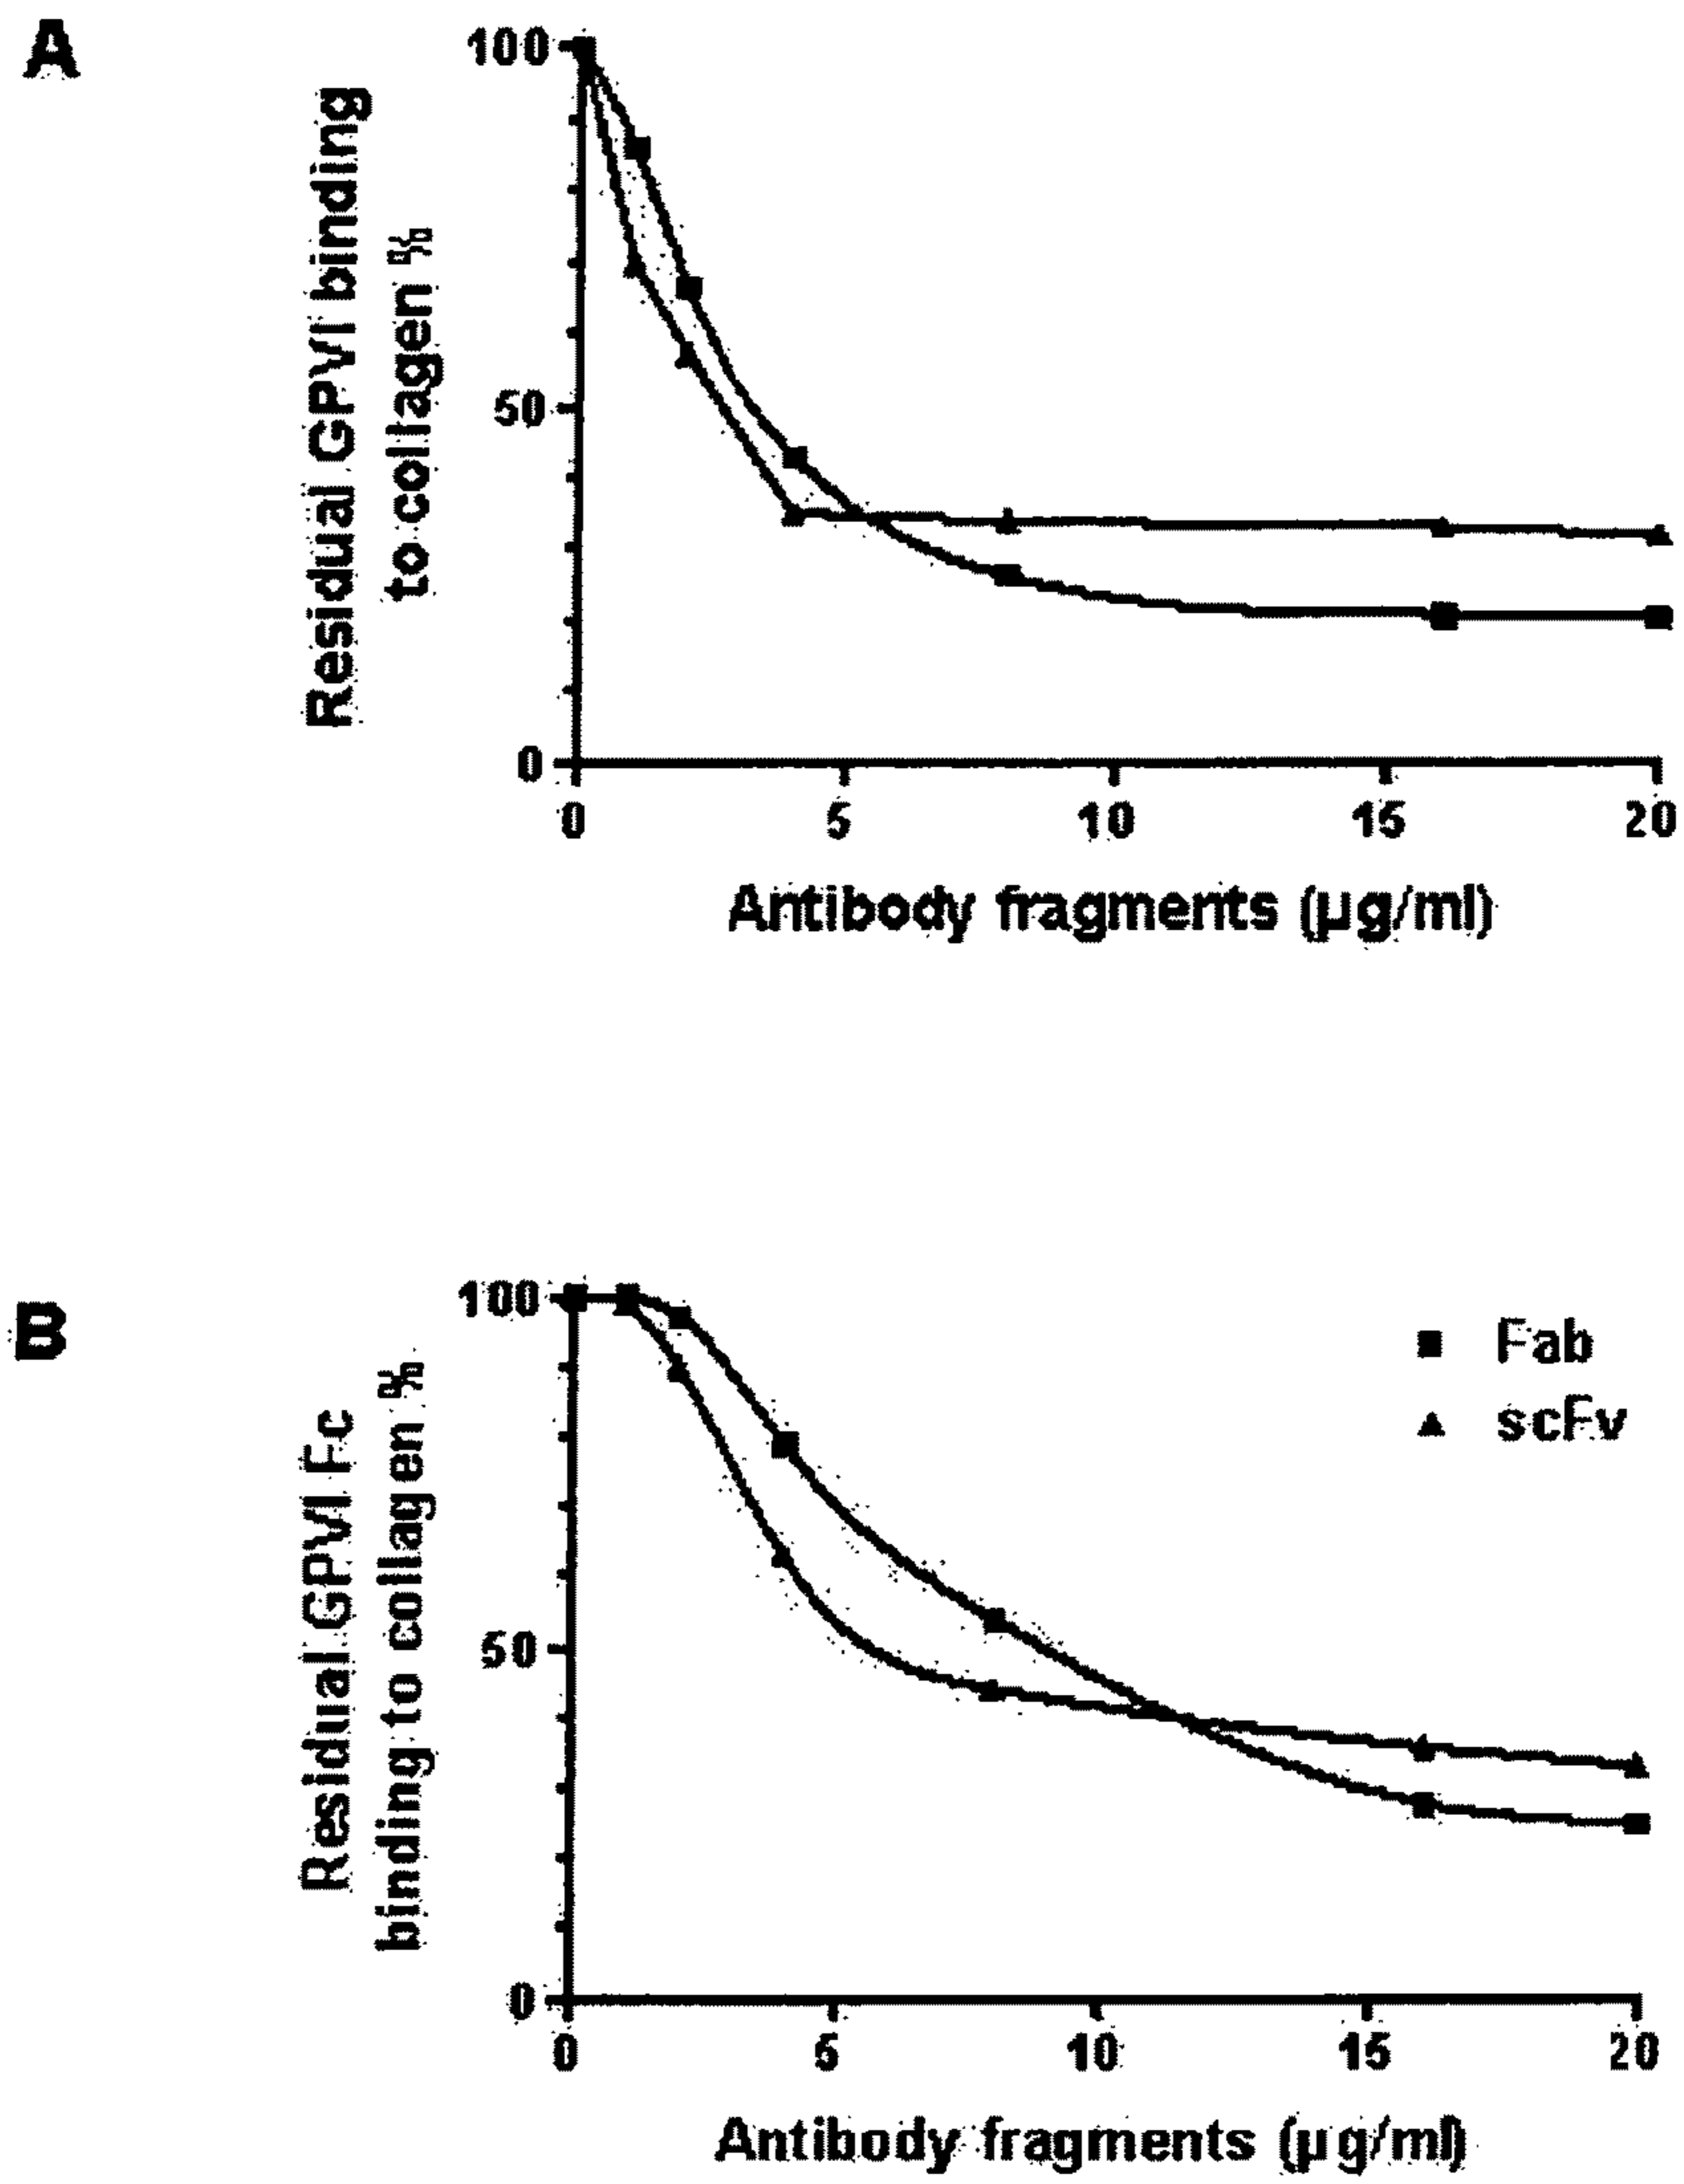 A
100
50
0
Residual GPVI binding
to collagen %
0 5 10 15 20
Antibody fragments (µg/ml)
B
100
50
0
Residual GPVI Fc
binding to collagen %
Fab
scFv
0 5 10 15 20
Antibody fragments (µg/ml)